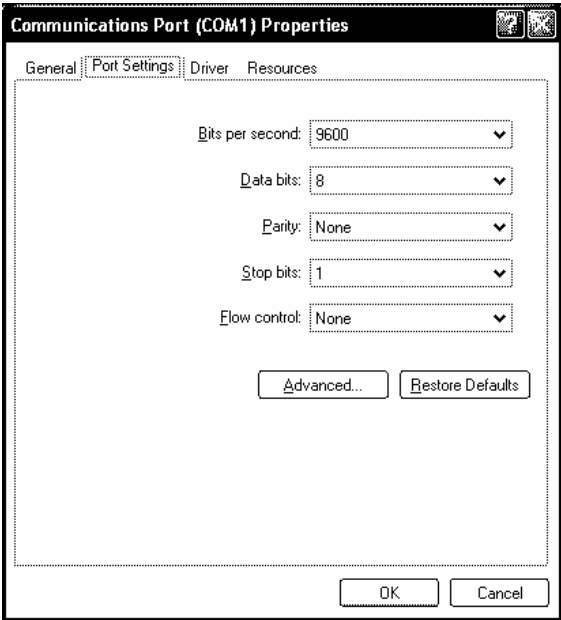 Communications Port (COM1) Properties
General Port Settings Driver Resources
Bits per second: 9600
Data bits: 8
Parity: None
Stop bits: 1
Flow control: None
Advanced... Restore Defaults
OK Cancel